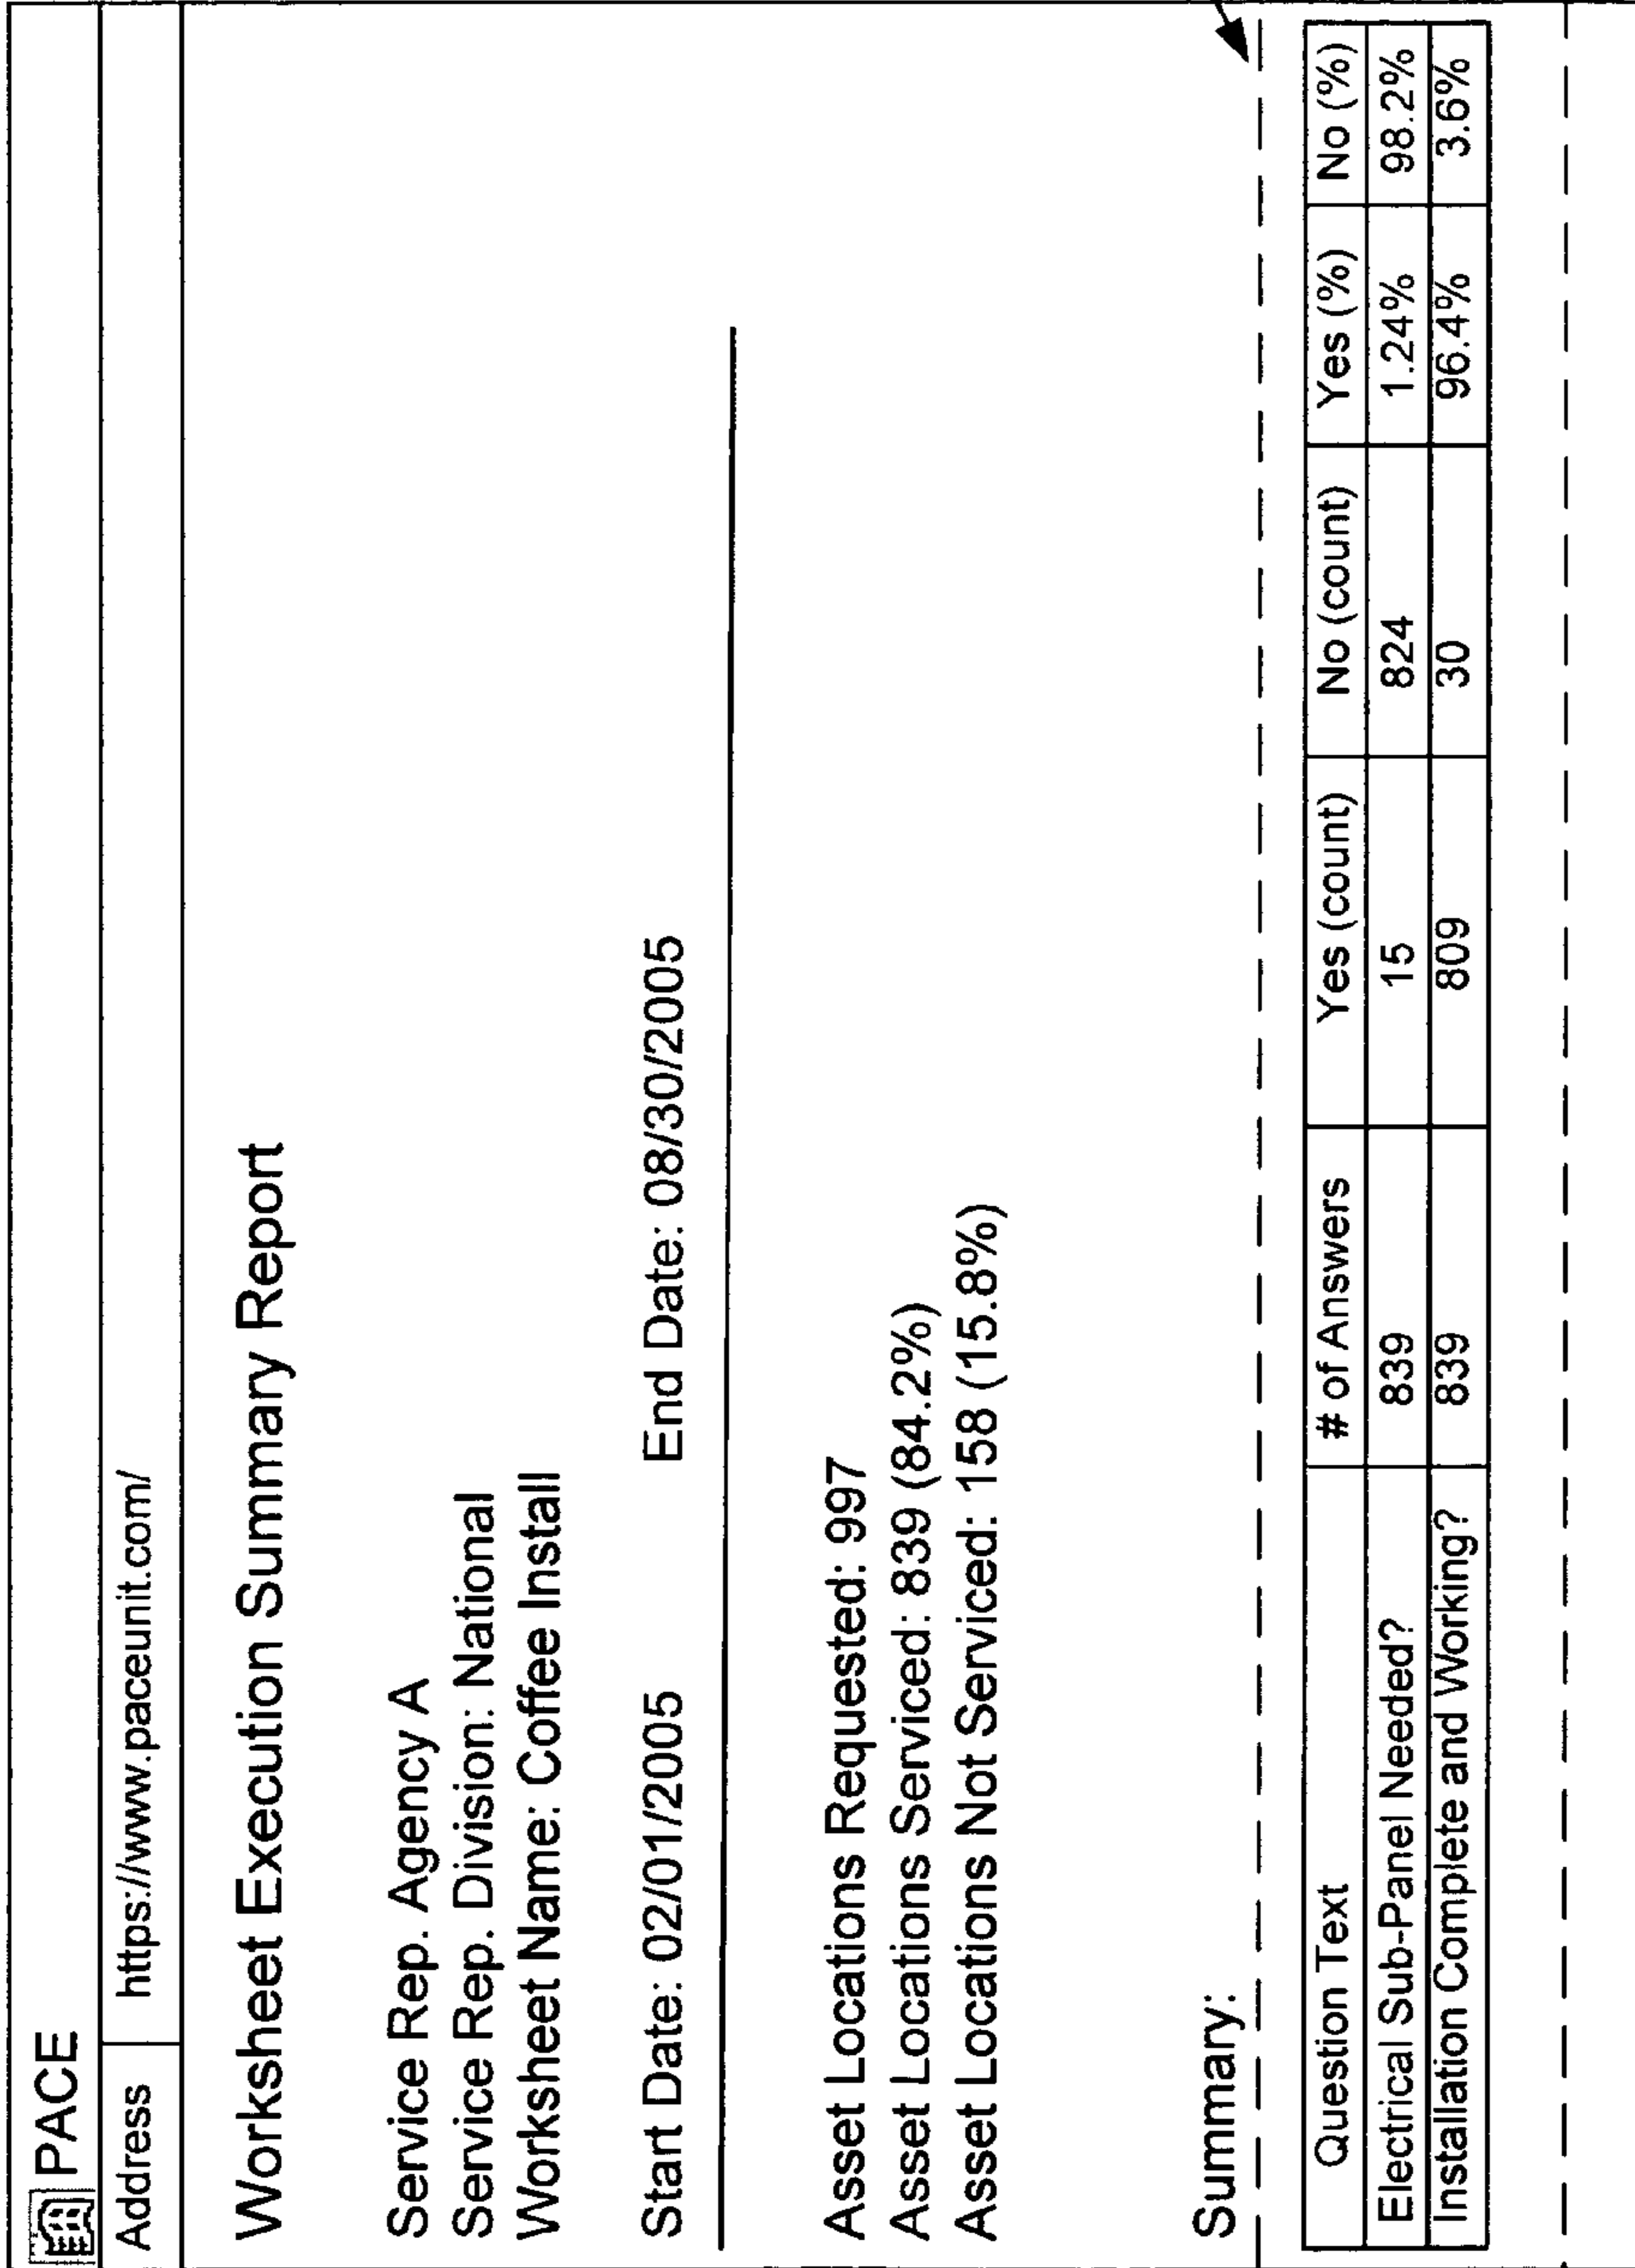 PACE
Address https://www.paceunit.com/
Worksheet Execution Summary Report
Service Rep. Agency A
Service Rep. Division: National
Worksheet Name: Coffee Install
Start Date: 02/01/2005 End Date: 08/30/2005
Asset Locations Requested: 997
Asset Locations Serviced: 839 (84.2%)
Asset Locations Not Serviced: 158 (15.8%)
Summary:
Question Text # of Answers Yes (count) No (count) Yes (%) No (%)
Electrical Sub-Panel Needed? 839 15 824 1.24% 98.2%
Installation Complete and Working? 839 809 30 96.4% 3.6%